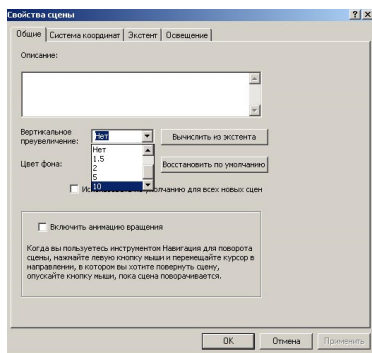 Свойства сцены
Общие Система координат Экстент Освещение
Описание:
Вертикальное
преувеличение:
Нет
Вычислить из экстента
Нет
1.5
2
5
10
Цвет фона:
Восстановить по умолчанию
умолчанию для всех новых сцен
Включить анимацию вращения
Когда вы пользуетесь инструментом Навигация для поворота
сцены, нажмайте левую кнопку мыши и перемещайте курсор в
направлении, в котором вы хотите повернуть сцену,
опускайте кнопку мыши, пока сцена поворачивается.
OK Отмена Применить